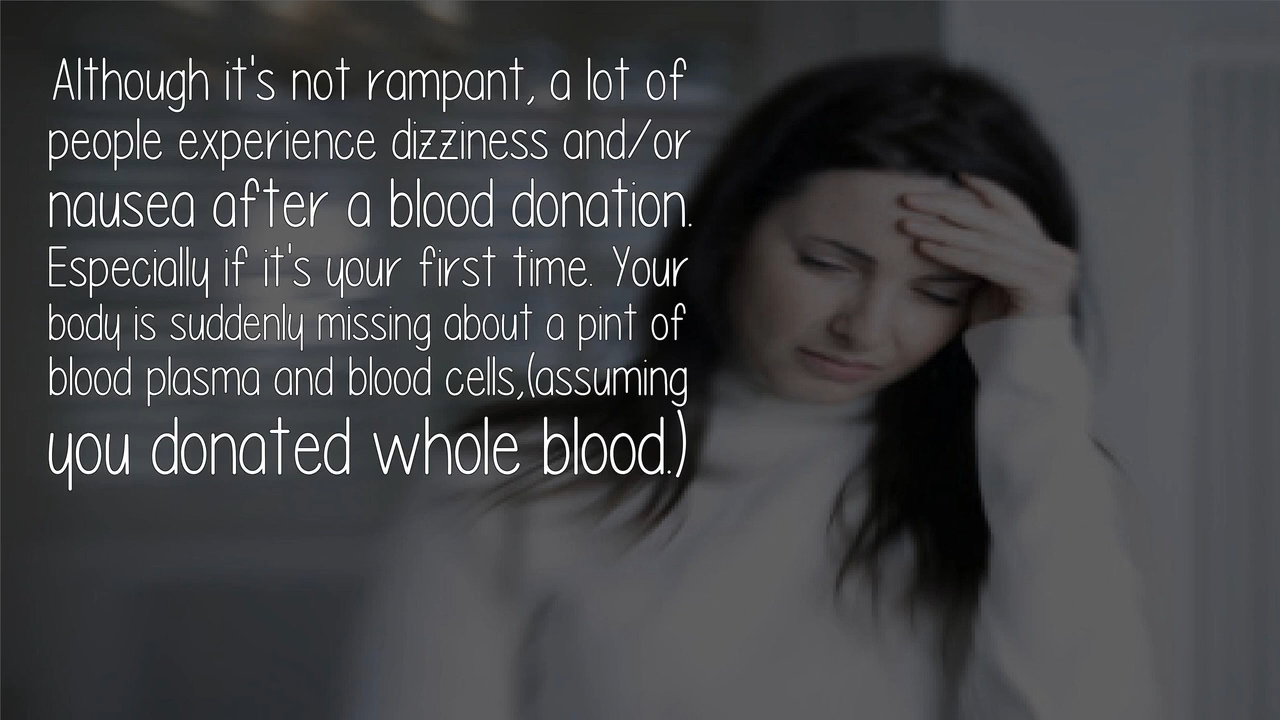 Although it's not rampant, a lot of
people experience dizziness and/or
nausea after a blood donation.
Especially if it's your first time. Your
body is suddenly missing about a pint of
blood plasma and blood cells,(assuming
you donated whole blood.)